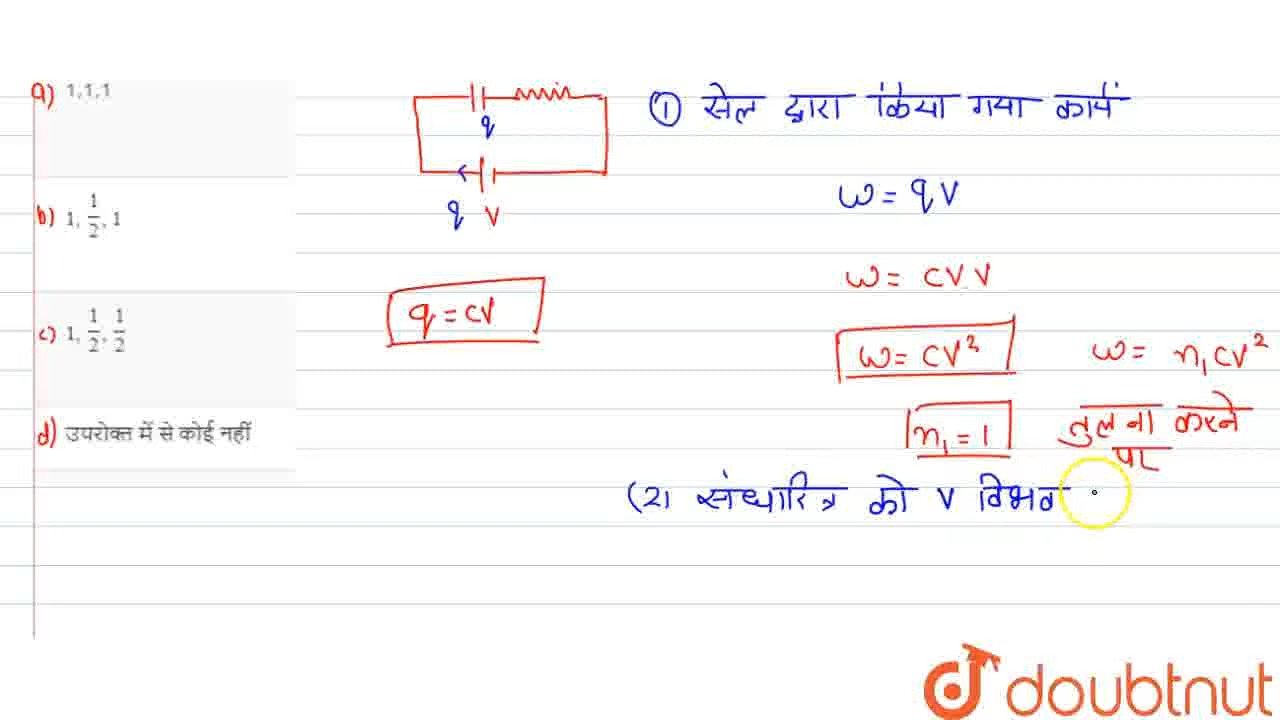 a) 1,1,1
b) 1, 1/2, 1
c) 1, 1/2, 1/2
d) उपरोक्त में से कोई नहीं
q
q V
q = CV
① सेल द्वारा किया गया कार्य
ω = qV
ω = CV.V
ω = CV²
ω = n₁CV²
n₁ = 1
तुलना करने
पर
(2) संधारित्र को V विभव
doubtnut